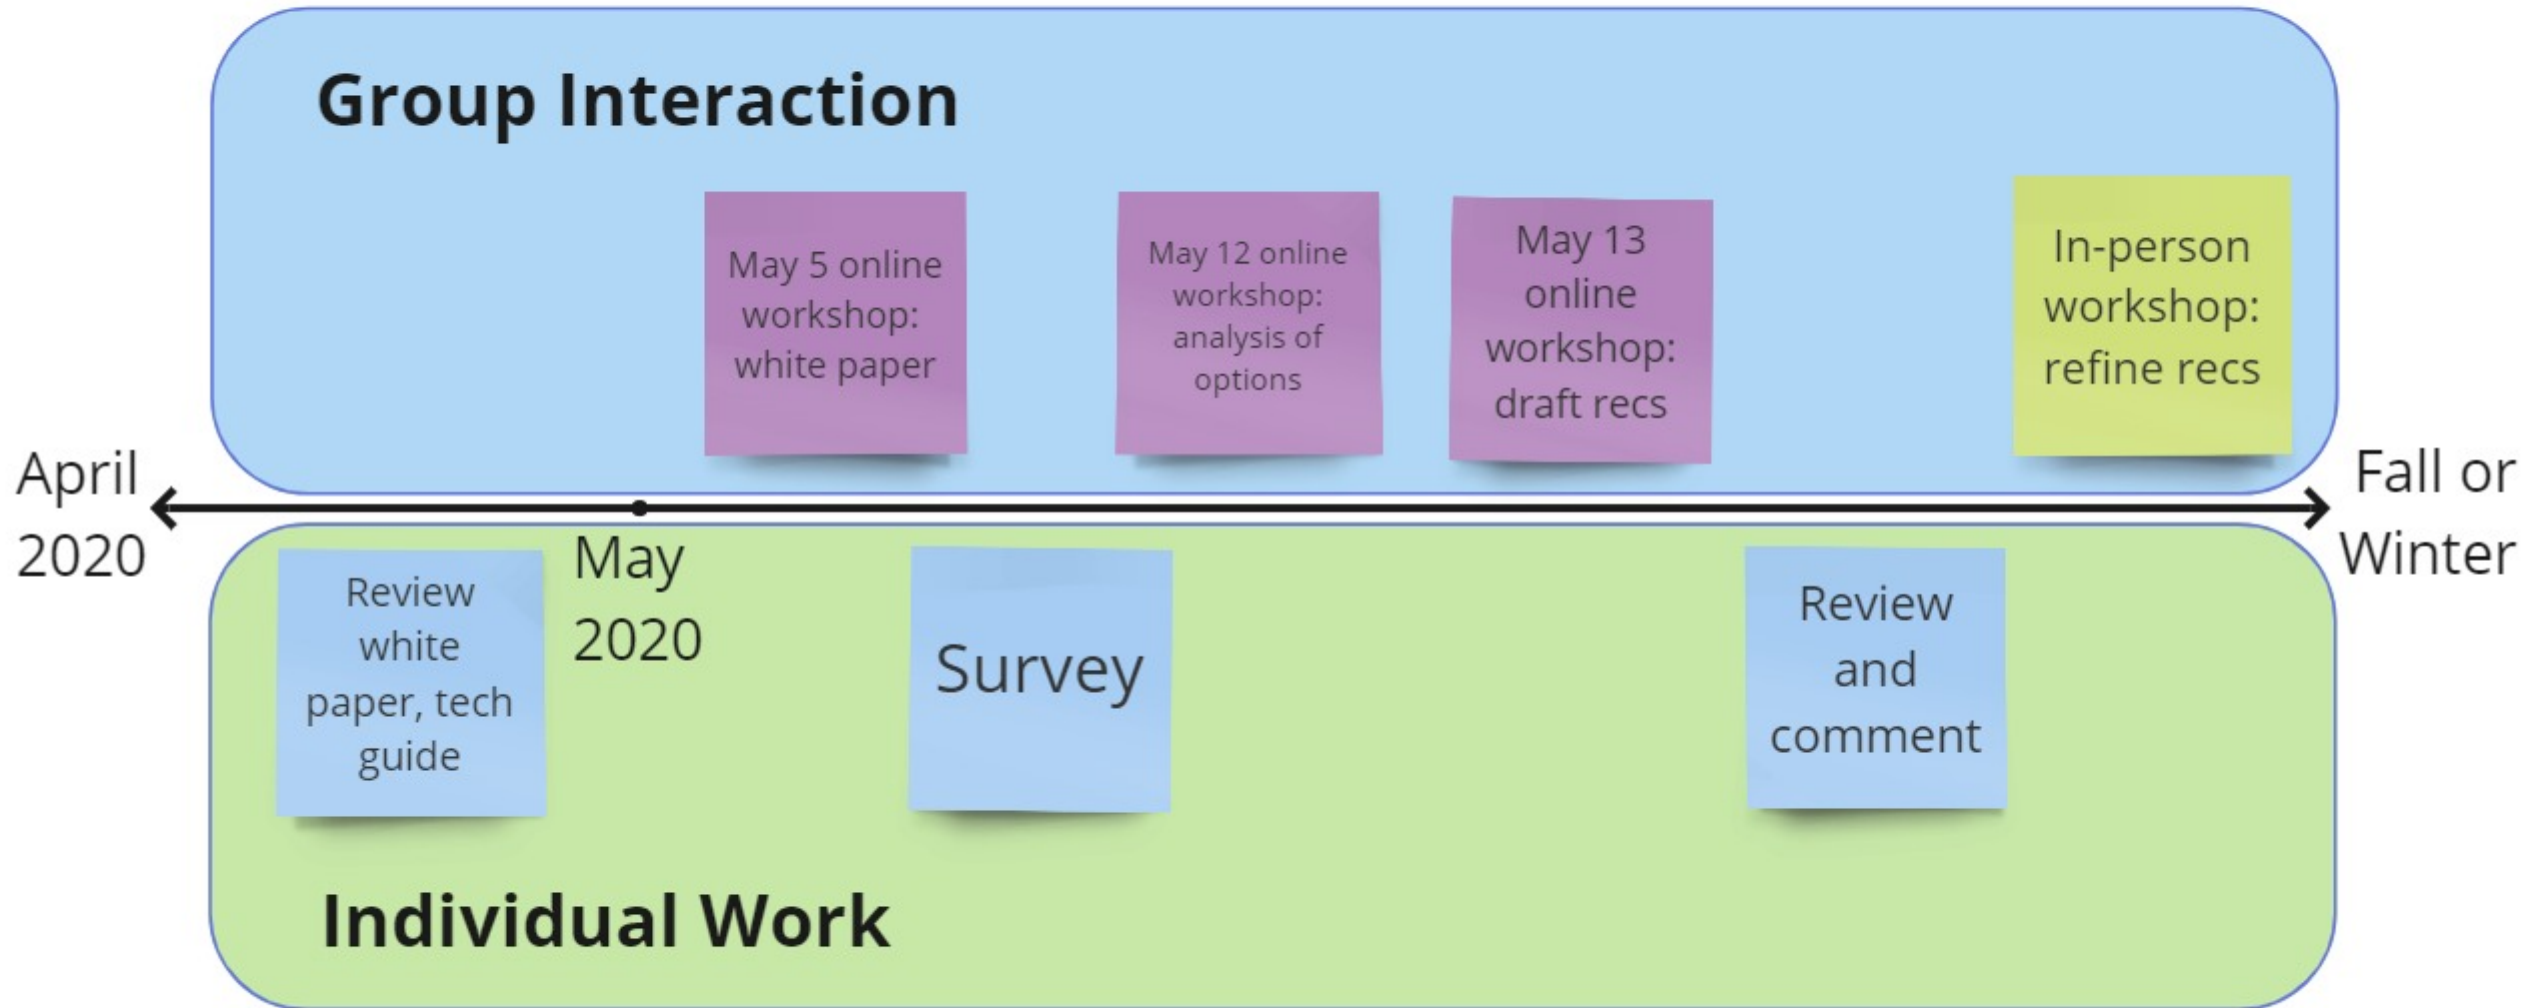 Group Interaction
May 5 online
workshop:
white paper
May 12 online
workshop:
analysis of
options
May 13
online
workshop:
draft recs
In-person
workshop:
refine recs
April
2020
Fall or
Winter
May
2020
Review
white
paper, tech
guide
Survey
Review
and
comment
Individual Work